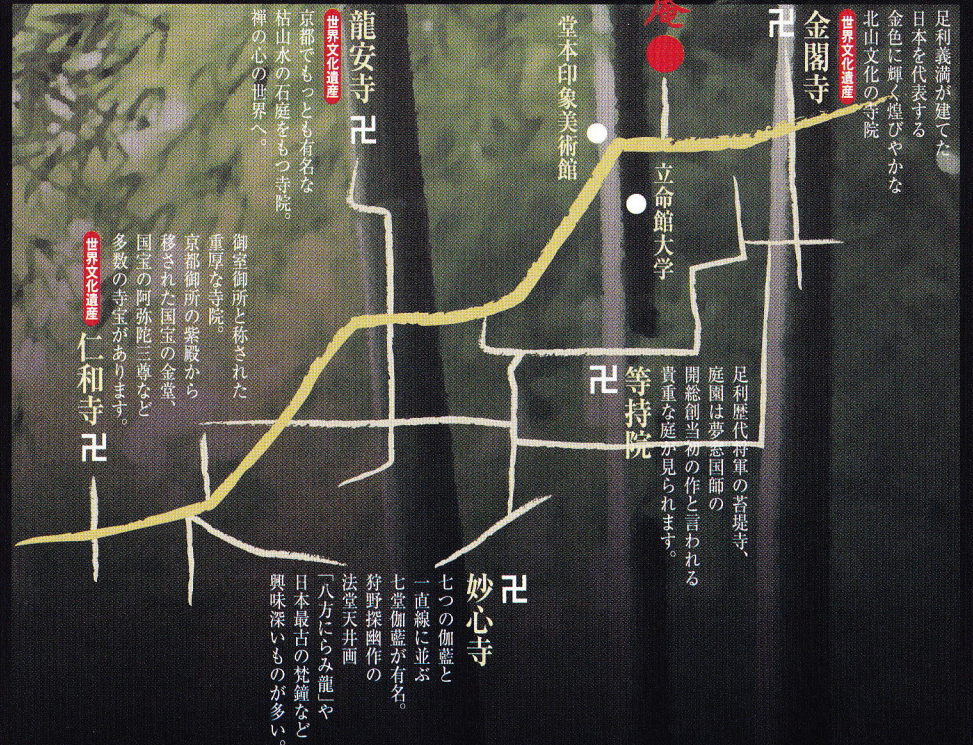 金閣寺
世界文化遺産
足利義満が建てた
日本を代表する
金色に輝く煌びやかな
北山文化の寺院
庵
堂本印象美術館
立命館大学
龍安寺
世界文化遺産
京都でもっとも有名な
枯山水の石庭をもつ寺院。
禅の心の世界へ。
御室御所と称された
重厚な寺院。
京都御所の紫殿から
移された国宝の金堂、
国宝の阿弥陀三尊など
多数の寺宝があります。
世界文化遺産
仁和寺
足利歴代将軍の苔堤寺、
庭園は夢窓国師の
開総創当初の作と言われる
貴重な庭が見られます。
等持院
妙心寺
七つの伽藍と
一直線に並ぶ
七堂伽藍が有名。
狩野探幽作の
法堂天井画
「八方にらみ龍」や
日本最古の梵鐘など
興味深いものが多い。